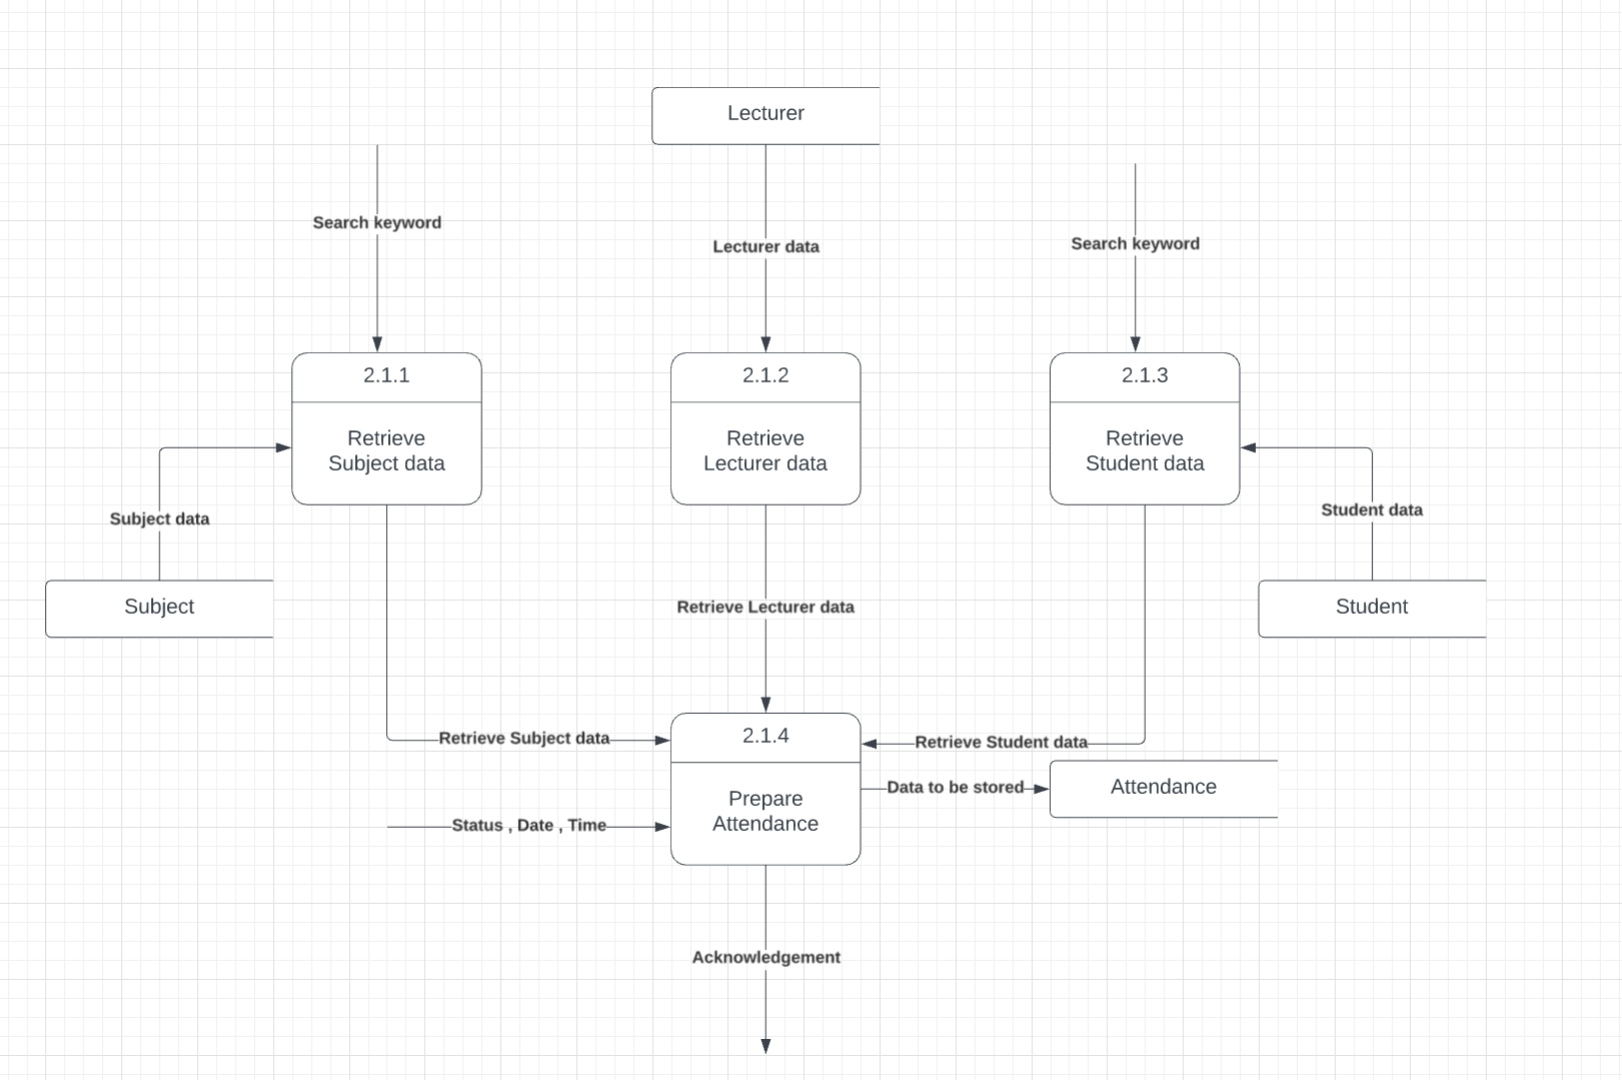 Lecturer
Search keyword
Lecturer data
Search keyword
2.1.1
Retrieve
Subject data
2.1.2
Retrieve
Lecturer data
2.1.3
Retrieve
Student data
Subject data
Student data
Subject
Retrieve Lecturer data
Student
Retrieve Subject data
2.1.4
Prepare
Attendance
Retrieve Student data
Data to be stored
Attendance
Status , Date , Time
Acknowledgement